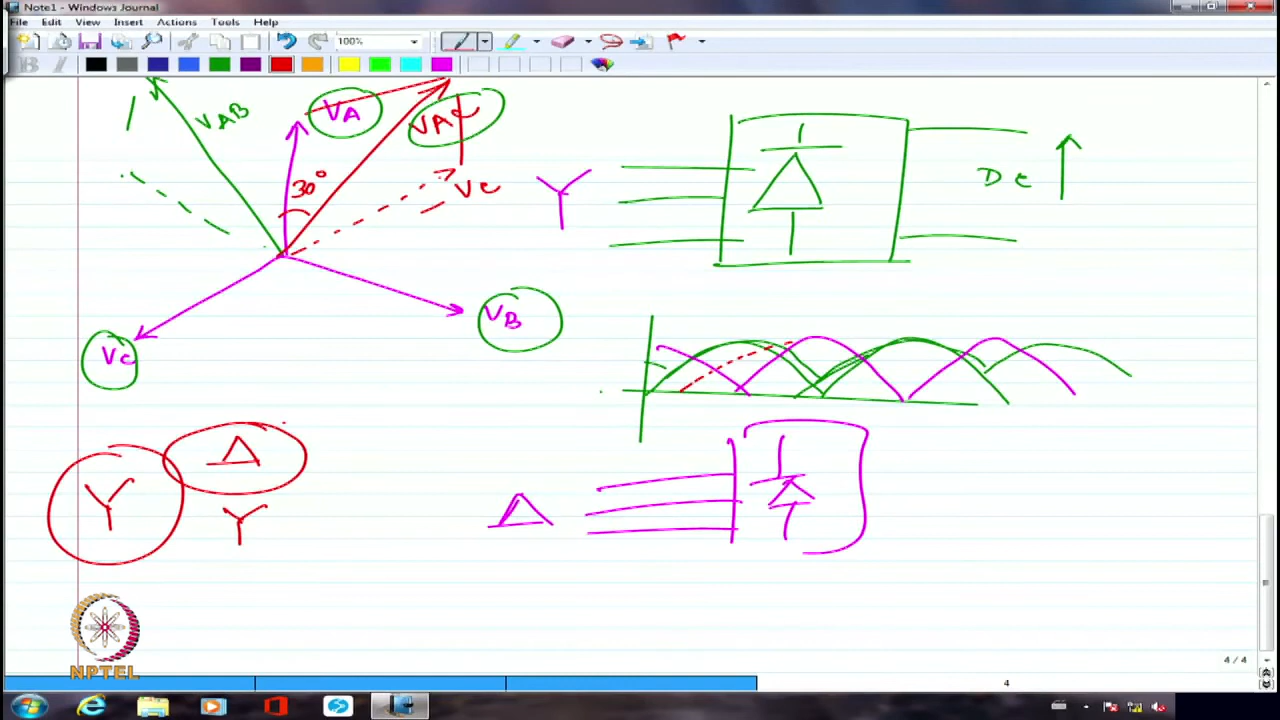 Note1 - Windows Journal
File Edit View Insert Actions Tools Help
100%
B I
VAB
VA
VAC
30°
VC
Y
DC
VB
VC
Δ
Y
Y
Δ
NPTEL
4 / 4
4